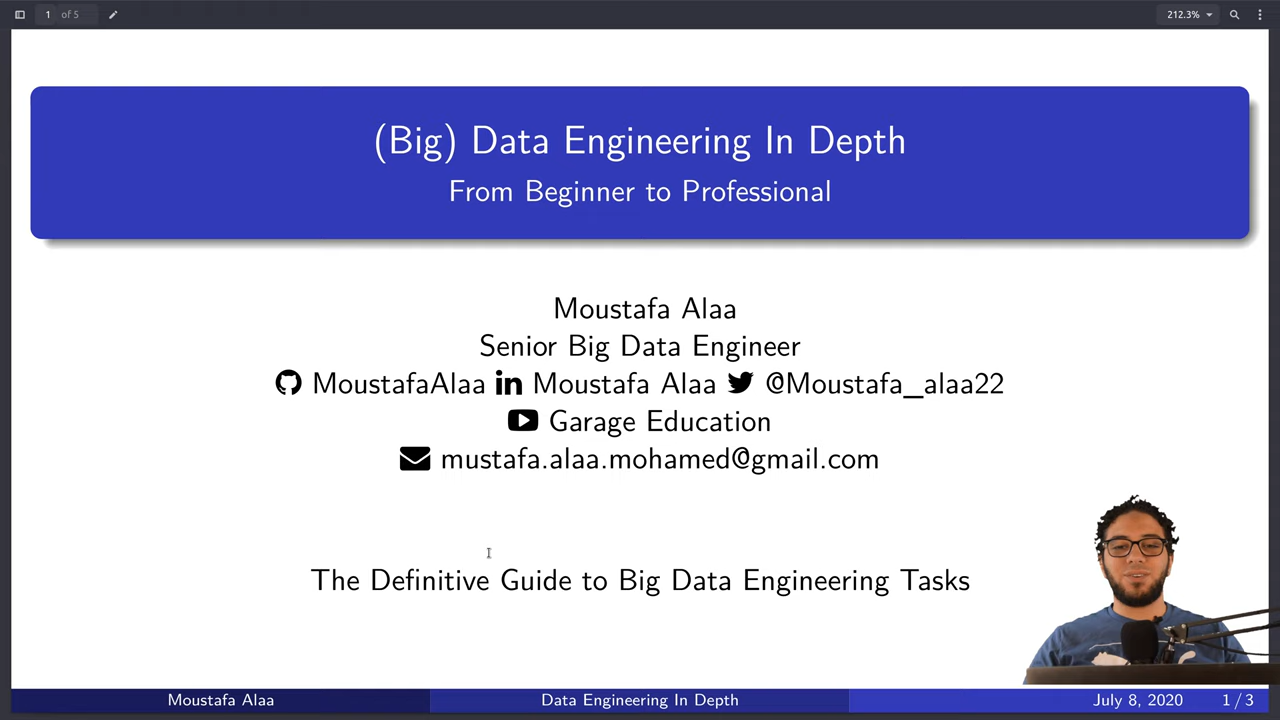 1 of 5
212.3%
(Big) Data Engineering In Depth
From Beginner to Professional
Moustafa Alaa
Senior Big Data Engineer
MoustafaAlaa in Moustafa Alaa @Moustafa_alaa22
Garage Education
mustafa.alaa.mohamed@gmail.com
The Definitive Guide to Big Data Engineering Tasks
Moustafa Alaa Data Engineering In Depth July 8, 2020 1 / 3